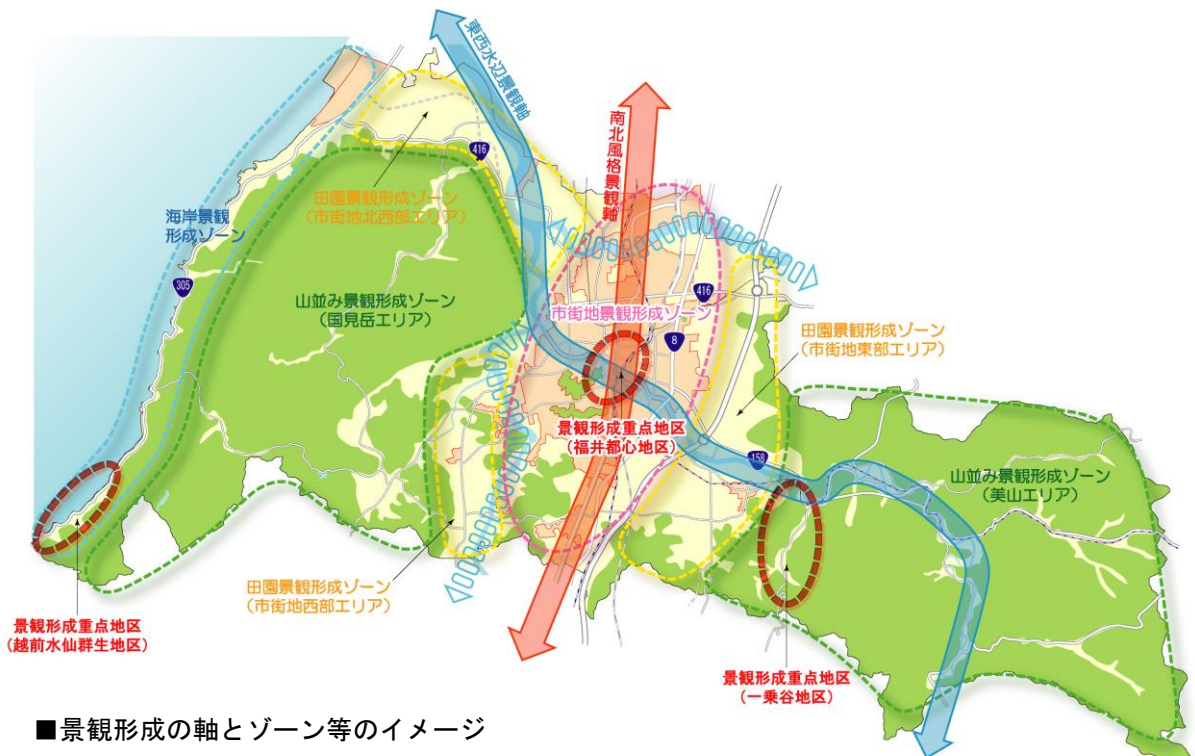 東西水辺景観軸
南北風格景観軸
416
田園景観形成ゾーン
（市街地北西部エリア）
海岸景観
形成ゾーン
305
山並み景観形成ゾーン
（国見岳エリア）
416
市街地景観形成ゾーン
8
田園景観形成ゾーン
（市街地東部エリア）
景観形成重点地区
（福井都心地区）
158
山並み景観形成ゾーン
（美山エリア）
田園景観形成ゾーン
（市街地西部エリア）
景観形成重点地区
（越前水仙群生地区）
景観形成重点地区
（一乗谷地区）
■景観形成の軸とゾーン等のイメージ